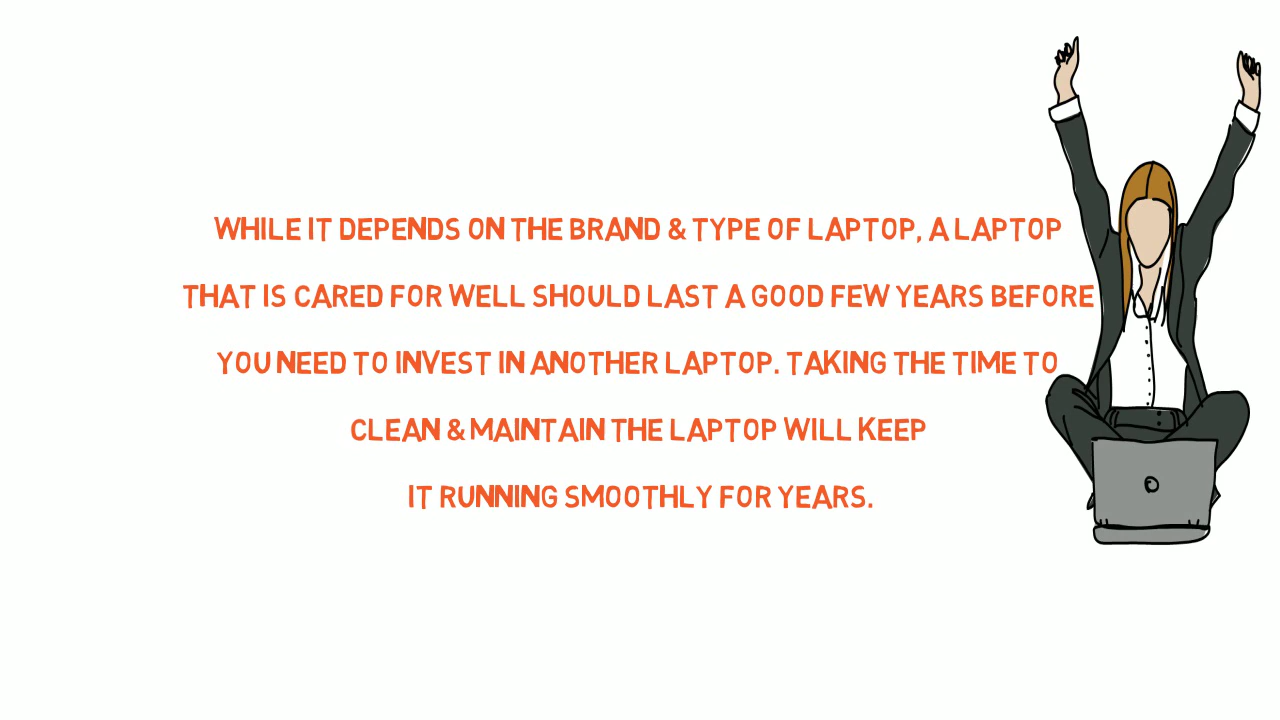 WHILE IT DEPENDS ON THE BRAND & TYPE OF LAPTOP, A LAPTOP
THAT IS CARED FOR WELL SHOULD LAST A GOOD FEW YEARS BEFORE
YOU NEED TO INVEST IN ANOTHER LAPTOP. TAKING THE TIME TO
CLEAN & MAINTAIN THE LAPTOP WILL KEEP
IT RUNNING SMOOTHLY FOR YEARS.